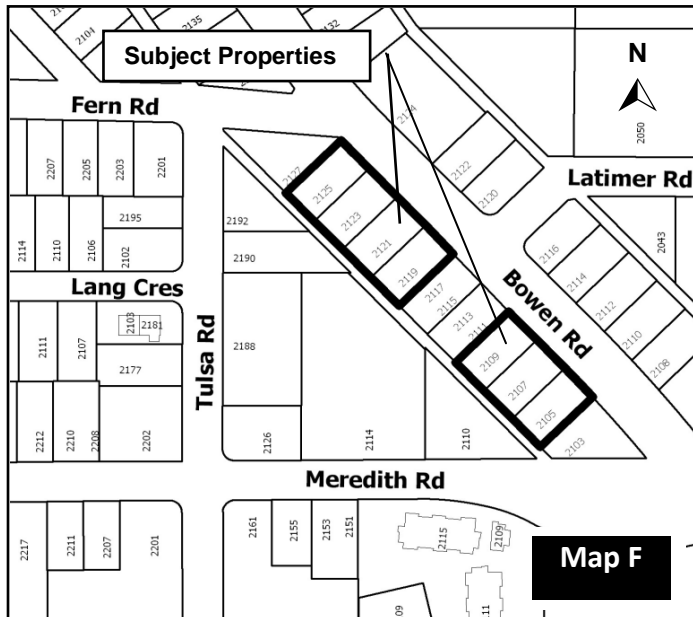 2104
2135
Subject Properties
N
2050
Fern Rd
2207 2205 2203 2201
2195
2114 2110 2106 2102
2127
2125
2123
2121
2119
2117
2115
2113
2111
2109
2107
2105
2103
2122
2120
Latimer Rd
2116
2114
2112
2110
2108
2043
Bowen Rd
2192
2190
Lang Cres
2103 2181
2111 2107
2177
Tulsa Rd
2188
2212 2210 2208 2202
2126 2114 2110
Meredith Rd
2217 2211 2207 2201
2161 2155 2153 2151
2115 2109
Map F